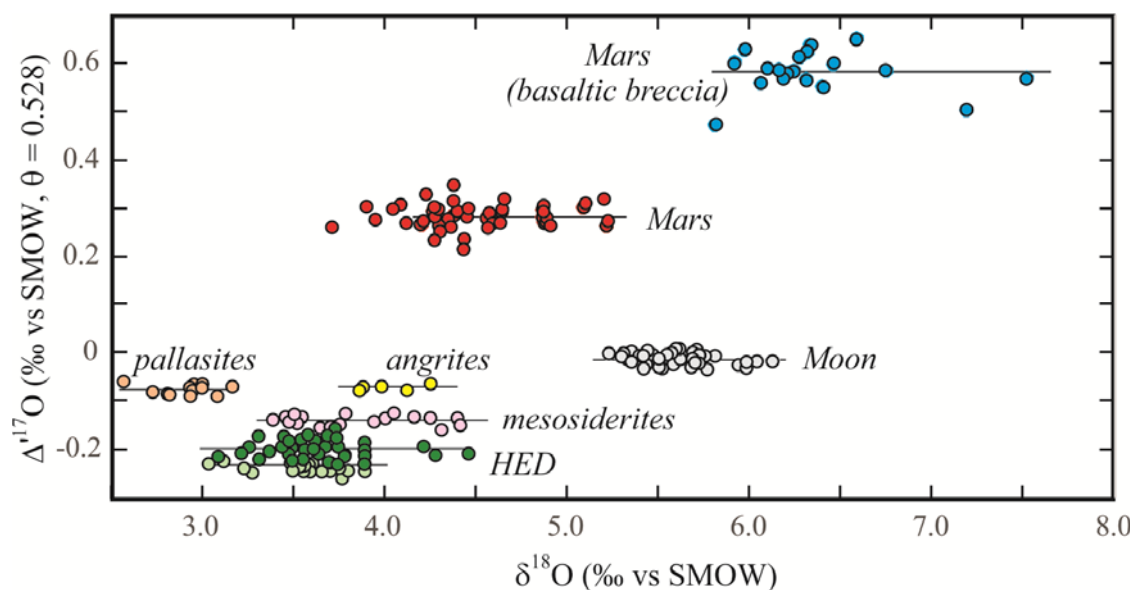 Δ'¹⁷O (‰ vs SMOW, θ = 0.528)
0.6
0.4
0.2
0
-0.2
Mars
(basaltic breccia)
Mars
pallasites
angrites
Moon
mesosiderites
HED
3.0 4.0 5.0 6.0 7.0 8.0
δ¹⁸O (‰ vs SMOW)